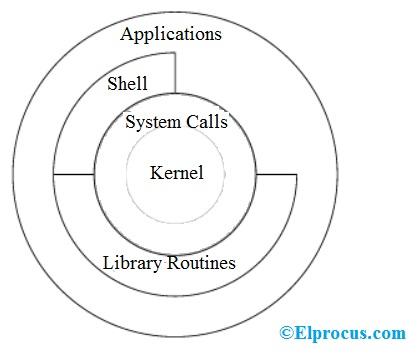 Applications
Shell
System Calls
Kernel
Library Routines
©Elprocus.com